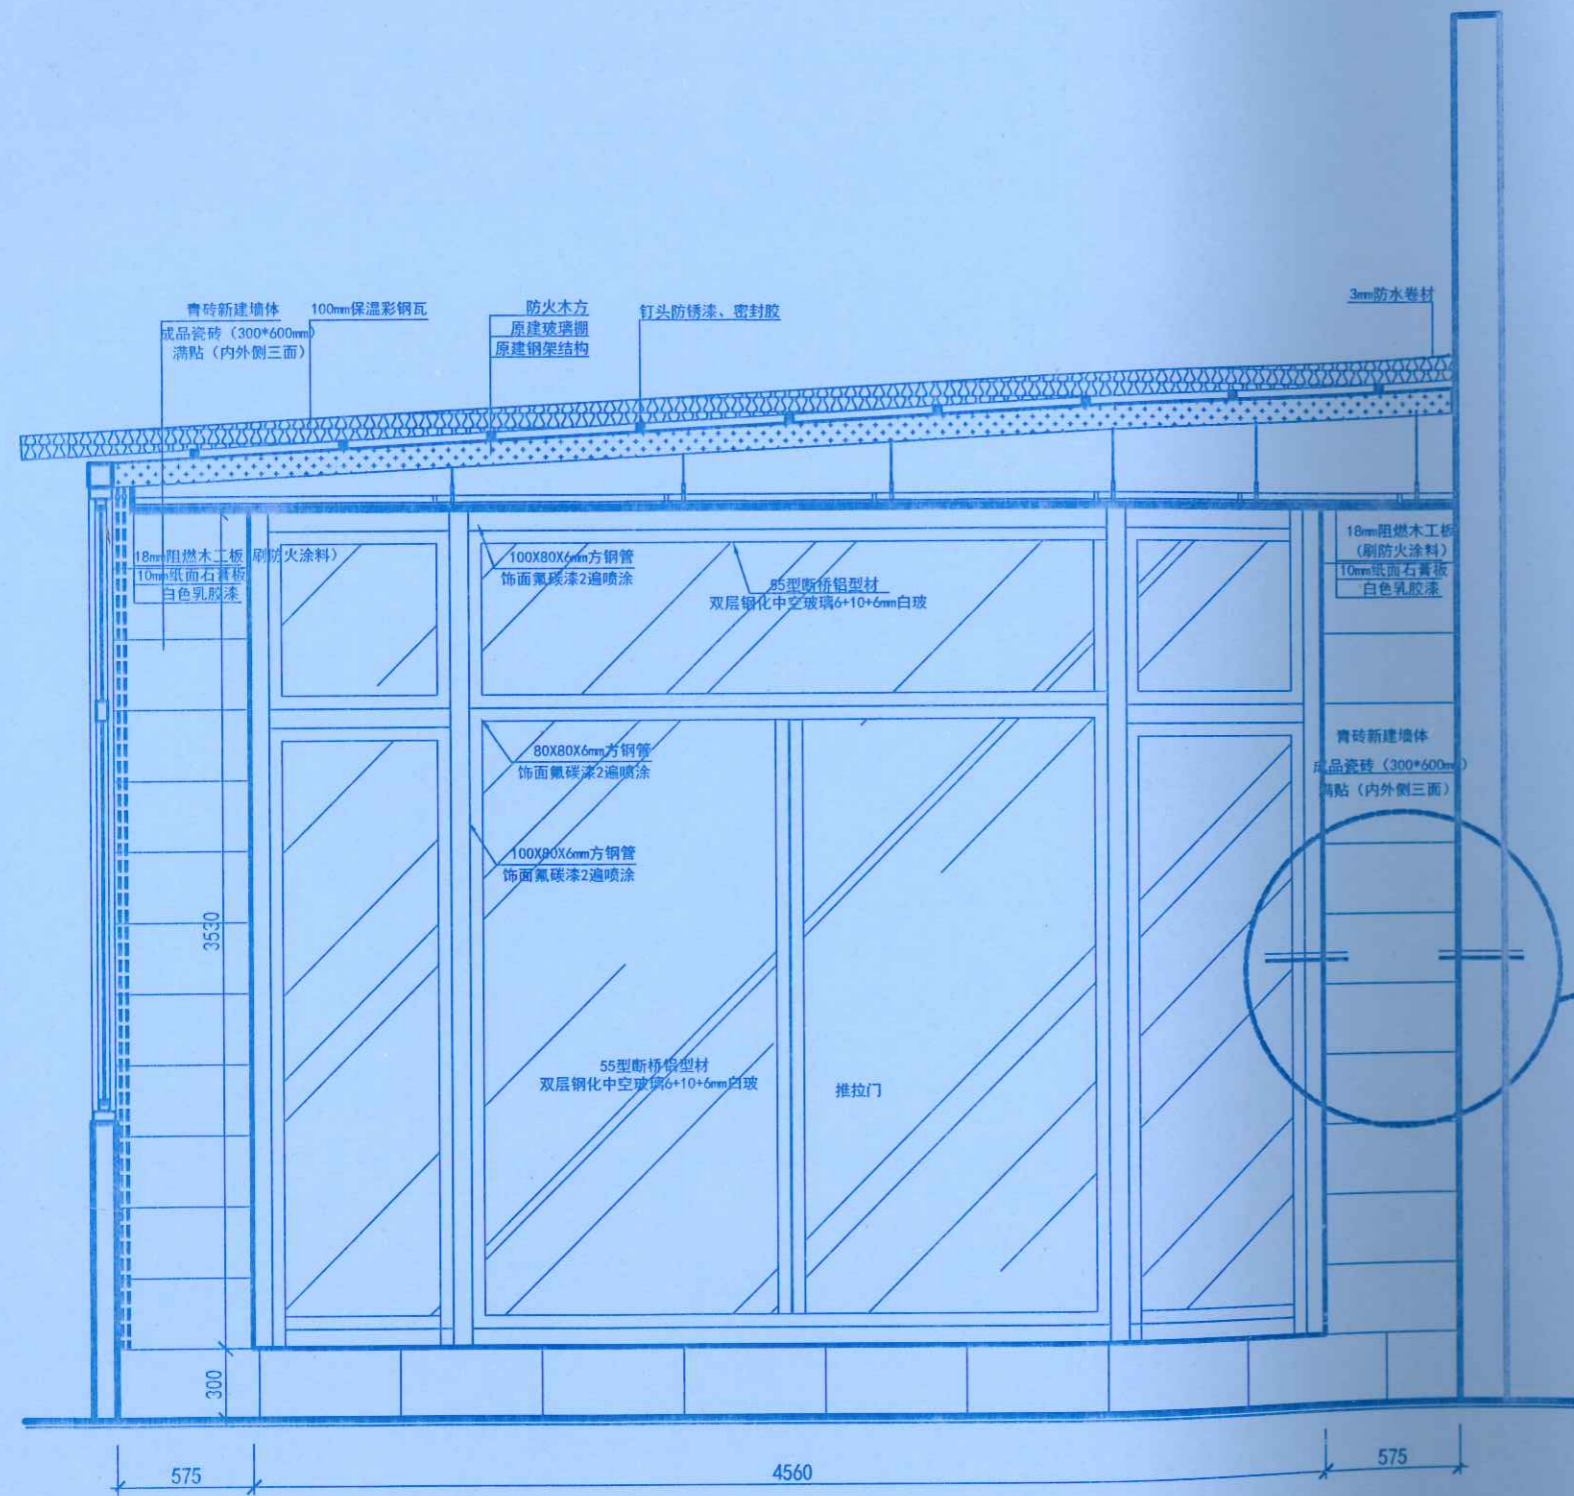 青砖新建墙体
成品瓷砖（300*600mm）
满贴（内外侧三面）
100mm保温彩钢瓦
防火木方
原建玻璃棚
原建钢架结构
钉头防锈漆、密封胶
3mm防水卷材
18mm阻燃木工板（刷防火涂料）
10mm纸面石膏板
白色乳胶漆
100X80X6mm方钢管
饰面氟碳漆2遍喷涂
55型断桥铝型材
双层钢化中空玻璃6+10+6mm白玻
18mm阻燃木工板
（刷防火涂料）
10mm纸面石膏板
白色乳胶漆
80X80X6mm方钢管
饰面氟碳漆2遍喷涂
青砖新建墙体
成品瓷砖（300*600mm）
满贴（内外侧三面）
100X80X6mm方钢管
饰面氟碳漆2遍喷涂
3530
55型断桥铝型材
双层钢化中空玻璃6+10+6mm白玻
推拉门
300
575
4560
575